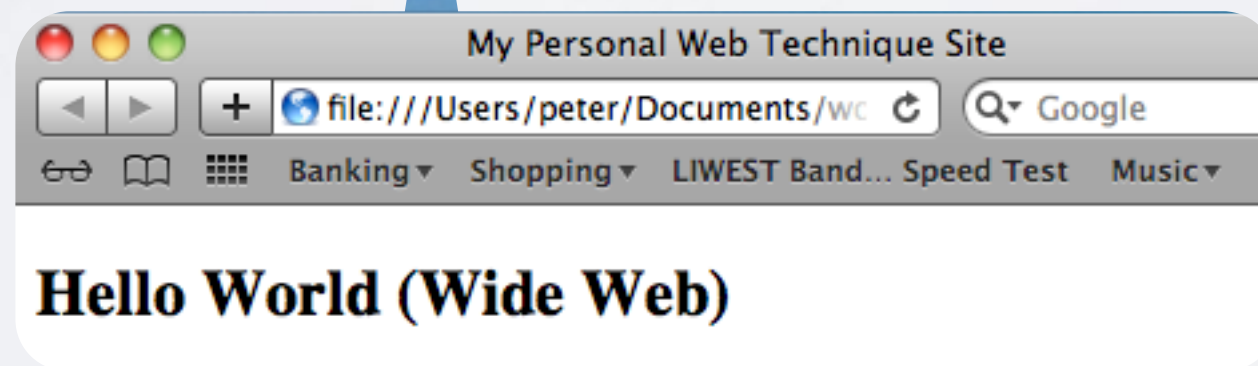 My Personal Web Technique Site
file:///Users/peter/Documents/wo Google
Banking Shopping LIWEST Band... Speed Test Music
Hello World (Wide Web)